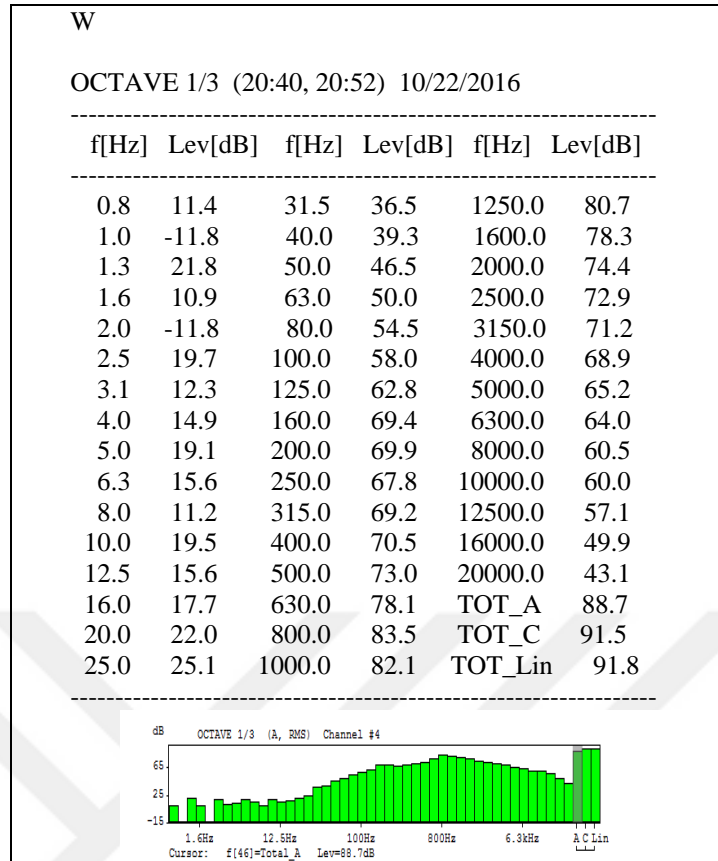 W
OCTAVE 1/3 (20:40, 20:52) 10/22/2016
----------------------------------------------------------------------
f[Hz] Lev[dB] f[Hz] Lev[dB] f[Hz] Lev[dB]
----------------------------------------------------------------------
0.8 11.4 31.5 36.5 1250.0 80.7
1.0 -11.8 40.0 39.3 1600.0 78.3
1.3 21.8 50.0 46.5 2000.0 74.4
1.6 10.9 63.0 50.0 2500.0 72.9
2.0 -11.8 80.0 54.5 3150.0 71.2
2.5 19.7 100.0 58.0 4000.0 68.9
3.1 12.3 125.0 62.8 5000.0 65.2
4.0 14.9 160.0 69.4 6300.0 64.0
5.0 19.1 200.0 69.9 8000.0 60.5
6.3 15.6 250.0 67.8 10000.0 60.0
8.0 11.2 315.0 69.2 12500.0 57.1
10.0 19.5 400.0 70.5 16000.0 49.9
12.5 15.6 500.0 73.0 20000.0 43.1
16.0 17.7 630.0 78.1 TOT_A 88.7
20.0 22.0 800.0 83.5 TOT_C 91.5
25.0 25.1 1000.0 82.1 TOT_Lin 91.8
----------------------------------------------------------------------
dB OCTAVE 1/3 (A, RMS) Channel #4
65
25
-15
1.6Hz 12.5Hz 100Hz 800Hz 6.3kHz A C Lin
Cursor: f[46]=Total_A Lev=88.7dB